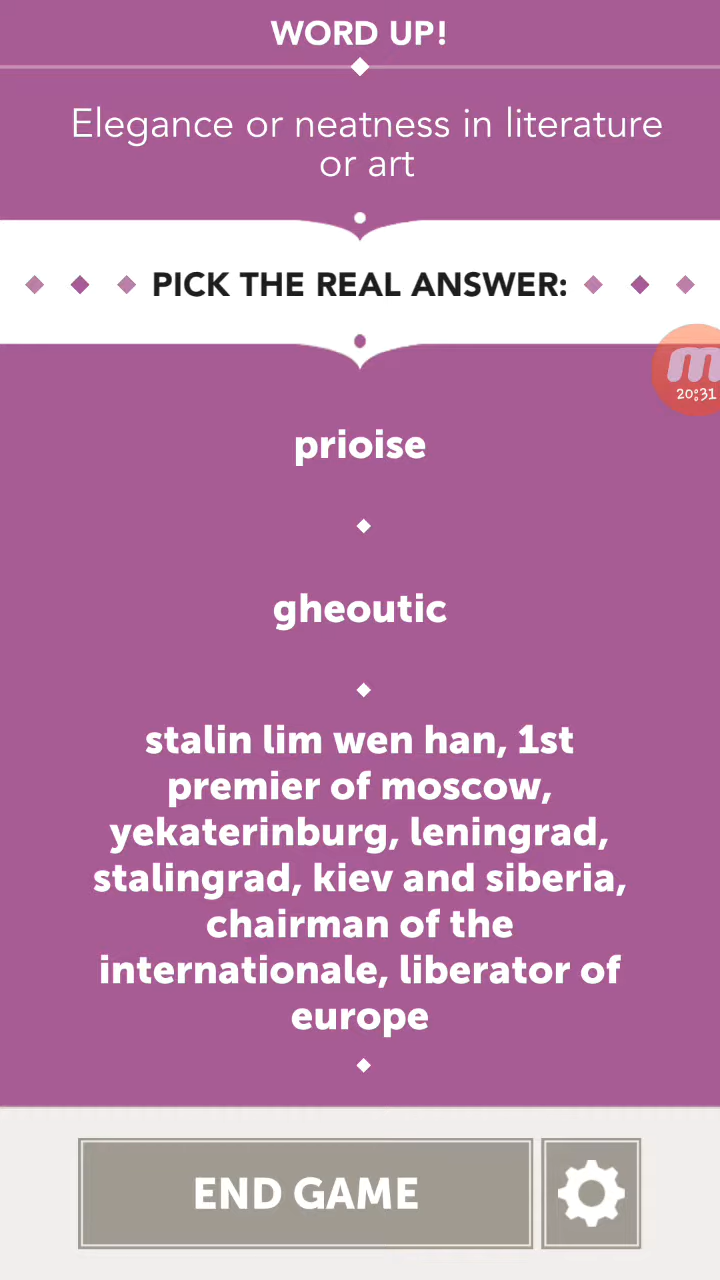 WORD UP!
Elegance or neatness in literature
or art
PICK THE REAL ANSWER:
20:31
prioise
gheoutic
stalin lim wen han, 1st
premier of moscow,
yekaterinburg, leningrad,
stalingrad, kiev and siberia,
chairman of the
internationale, liberator of
europe
END GAME